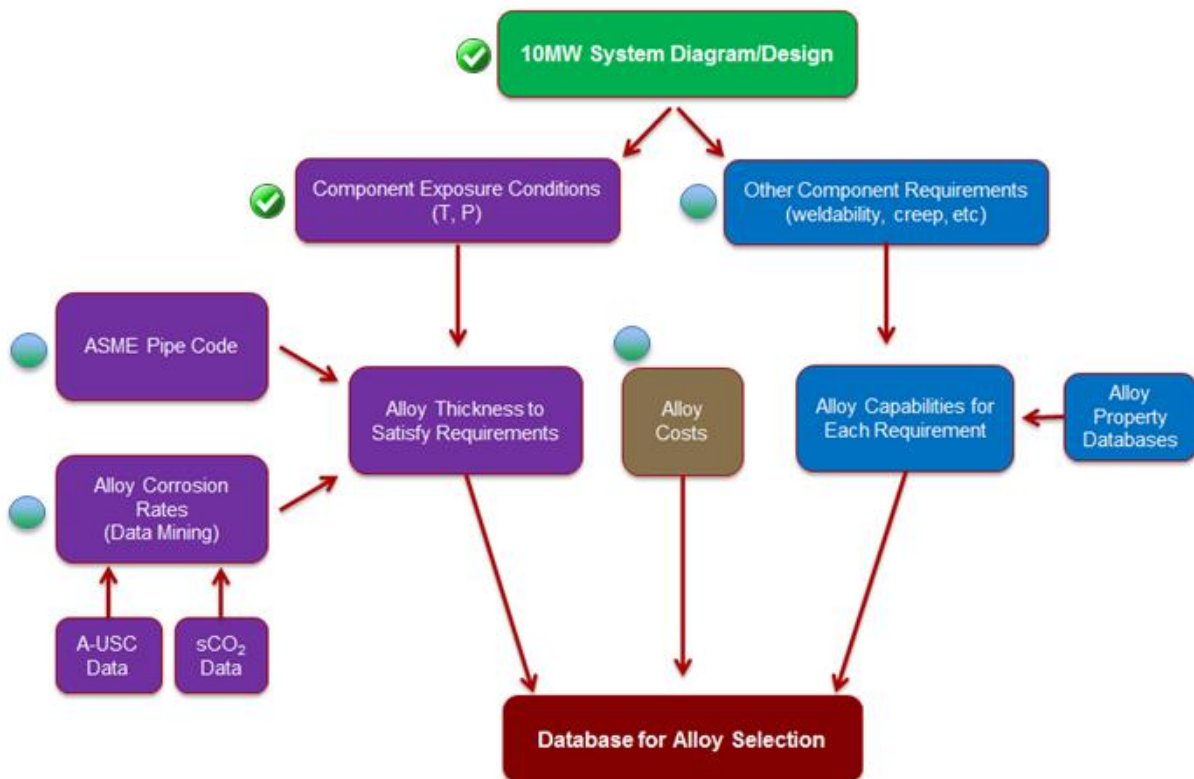 10MW System Diagram/Design
Component Exposure Conditions
(T, P)
Other Component Requirements
(weldability, creep, etc)
ASME Pipe Code
Alloy Thickness to
Satisfy Requirements
Alloy
Costs
Alloy Capabilities for
Each Requirement
Alloy
Property
Databases
Alloy Corrosion
Rates
(Data Mining)
A-USC
Data
sCO₂
Data
Database for Alloy Selection